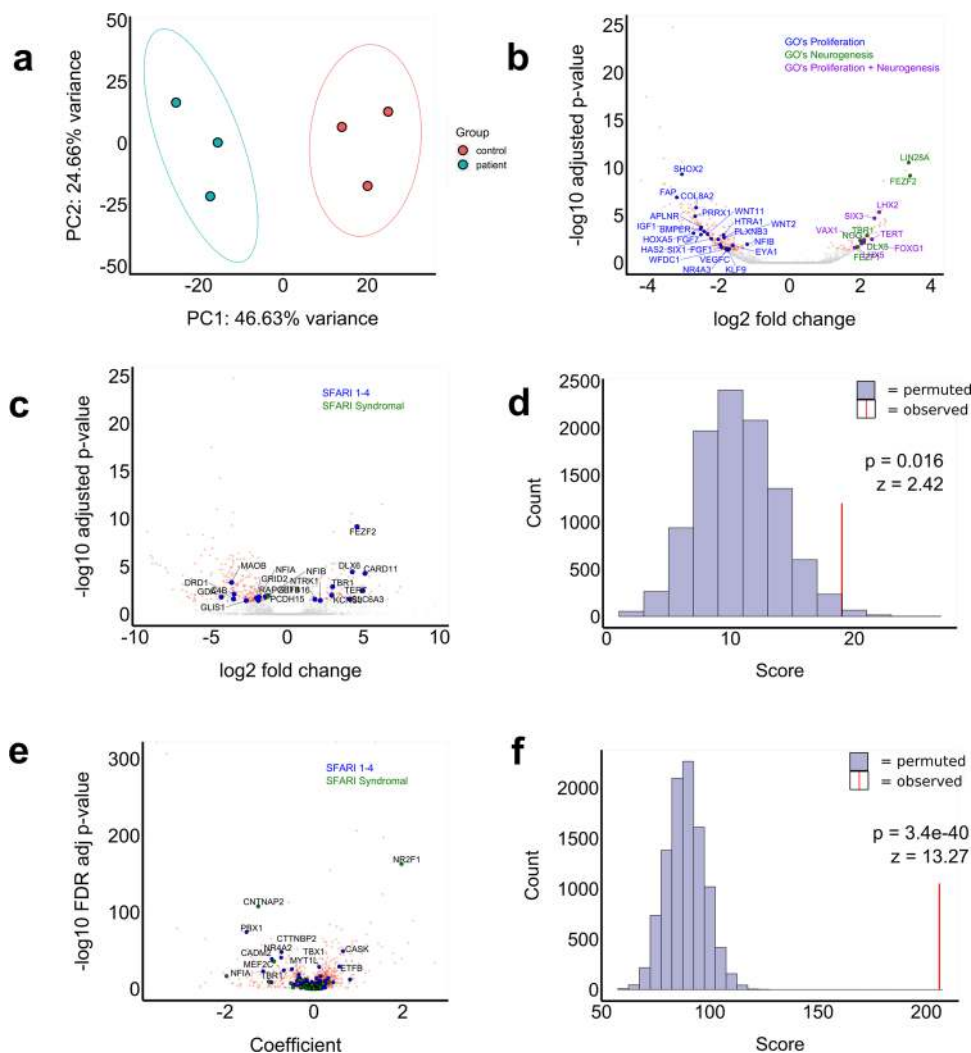 a
50
25
0
-25
-50
PC2: 24.66% variance
-20
0
20
PC1: 46.63% variance
Group
control
patient
b
25
20
15
10
5
0
-log10 adjusted p-value
GO's Proliferation
GO's Neurogenesis
GO's Proliferation + Neurogenesis
LIN28A
SHOX2
FEZF2
FAP
COL8A2
LHX2
PRRX1
WNT11
SIX3
APLNR
HTRA1
WNT2
IGF1
BMPER
PLXNB3
VAX1
TBR1
TERT
HOXA5
FGF7
NFIB
DLX6
FOXG1
HAS2
SIX1
FGF1
EYA1
FEZF1
WFDC1
VEGFC
NR4A3
KLF9
-4
-2
0
2
4
log2 fold change
c
25
20
15
10
5
0
-log10 adjusted p-value
SFARI 1-4
SFARI Syndromal
FEZF2
MAOB
NFIA
NFIB
DLX6
CARD11
DRD1
GRID2
NTRK1
TBR1
TERT
GLIS1
PCDH15
-10
-5
0
5
10
log2 fold change
d
2500
2000
1500
1000
500
0
Count
= permuted
= observed
p = 0.016
z = 2.42
0
10
20
Score
e
300
200
100
0
-log10 FDR adj p-value
SFARI 1-4
SFARI Syndromal
NR2F1
CNTNAP2
PBX1
CTTNBP2
NR4A2
CASK
CADM2
TBX1
MEF2C
MYT1L
ETFB
NFIA
TBR1
-2
0
2
Coefficient
f
2000
1500
1000
500
0
Count
= permuted
= observed
p = 3.4e-40
z = 13.27
50
100
150
200
Score